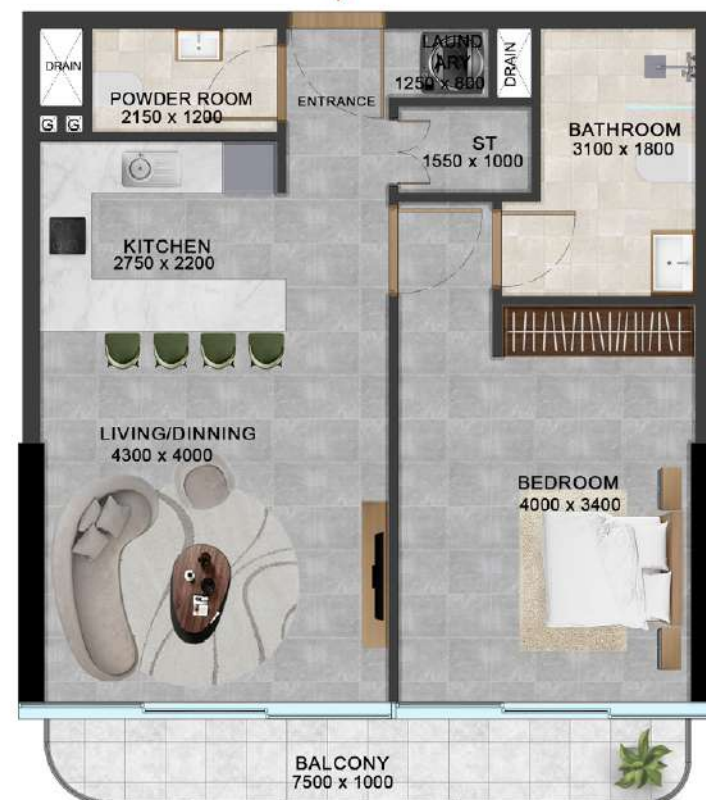 DRAIN
POWDER ROOM
2150 x 1200
G G
ENTRANCE
LAUND
ARY
1250 x 800
DRAIN
ST
1550 x 1000
BATHROOM
3100 x 1800
KITCHEN
2750 x 2200
LIVING/DINNING
4300 x 4000
BEDROOM
4000 x 3400
BALCONY
7500 x 1000